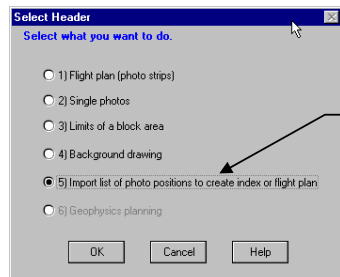 Select Header
Select what you want to do.
1) Flight plan (photo strips)
2) Single photos
3) Limits of a block area
4) Background drawing
5) Import list of photo positions to create index or flight plan
6) Geophysics planning
OK Cancel Help